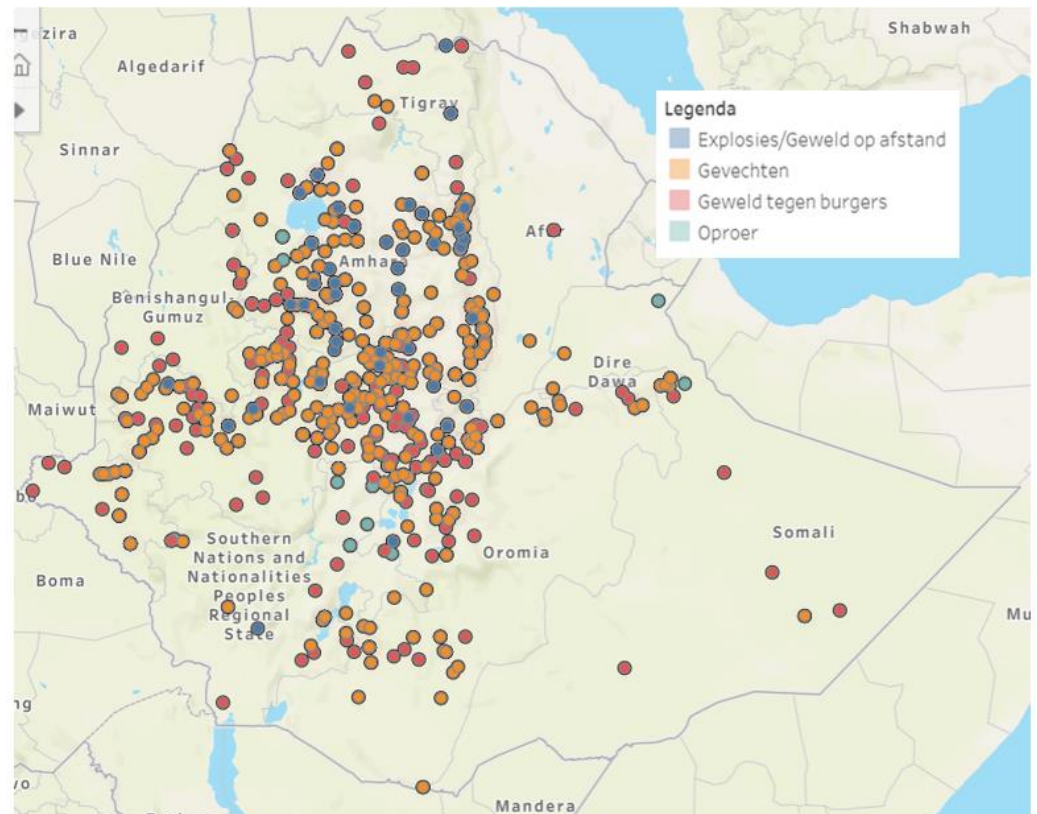 Shabwah
Algedarif
Tigray
Legenda
Explosies/Geweld op afstand
Gevechten
Geweld tegen burgers
Oproer
Sinnar
Blue Nile
Amhara
Benishangul-
Gumuz
Dire
Dawa
Maiwut
Somali
Southern
Nations and
Nationalities
Peoples
Regional
State
Oromia
Boma
Mandera